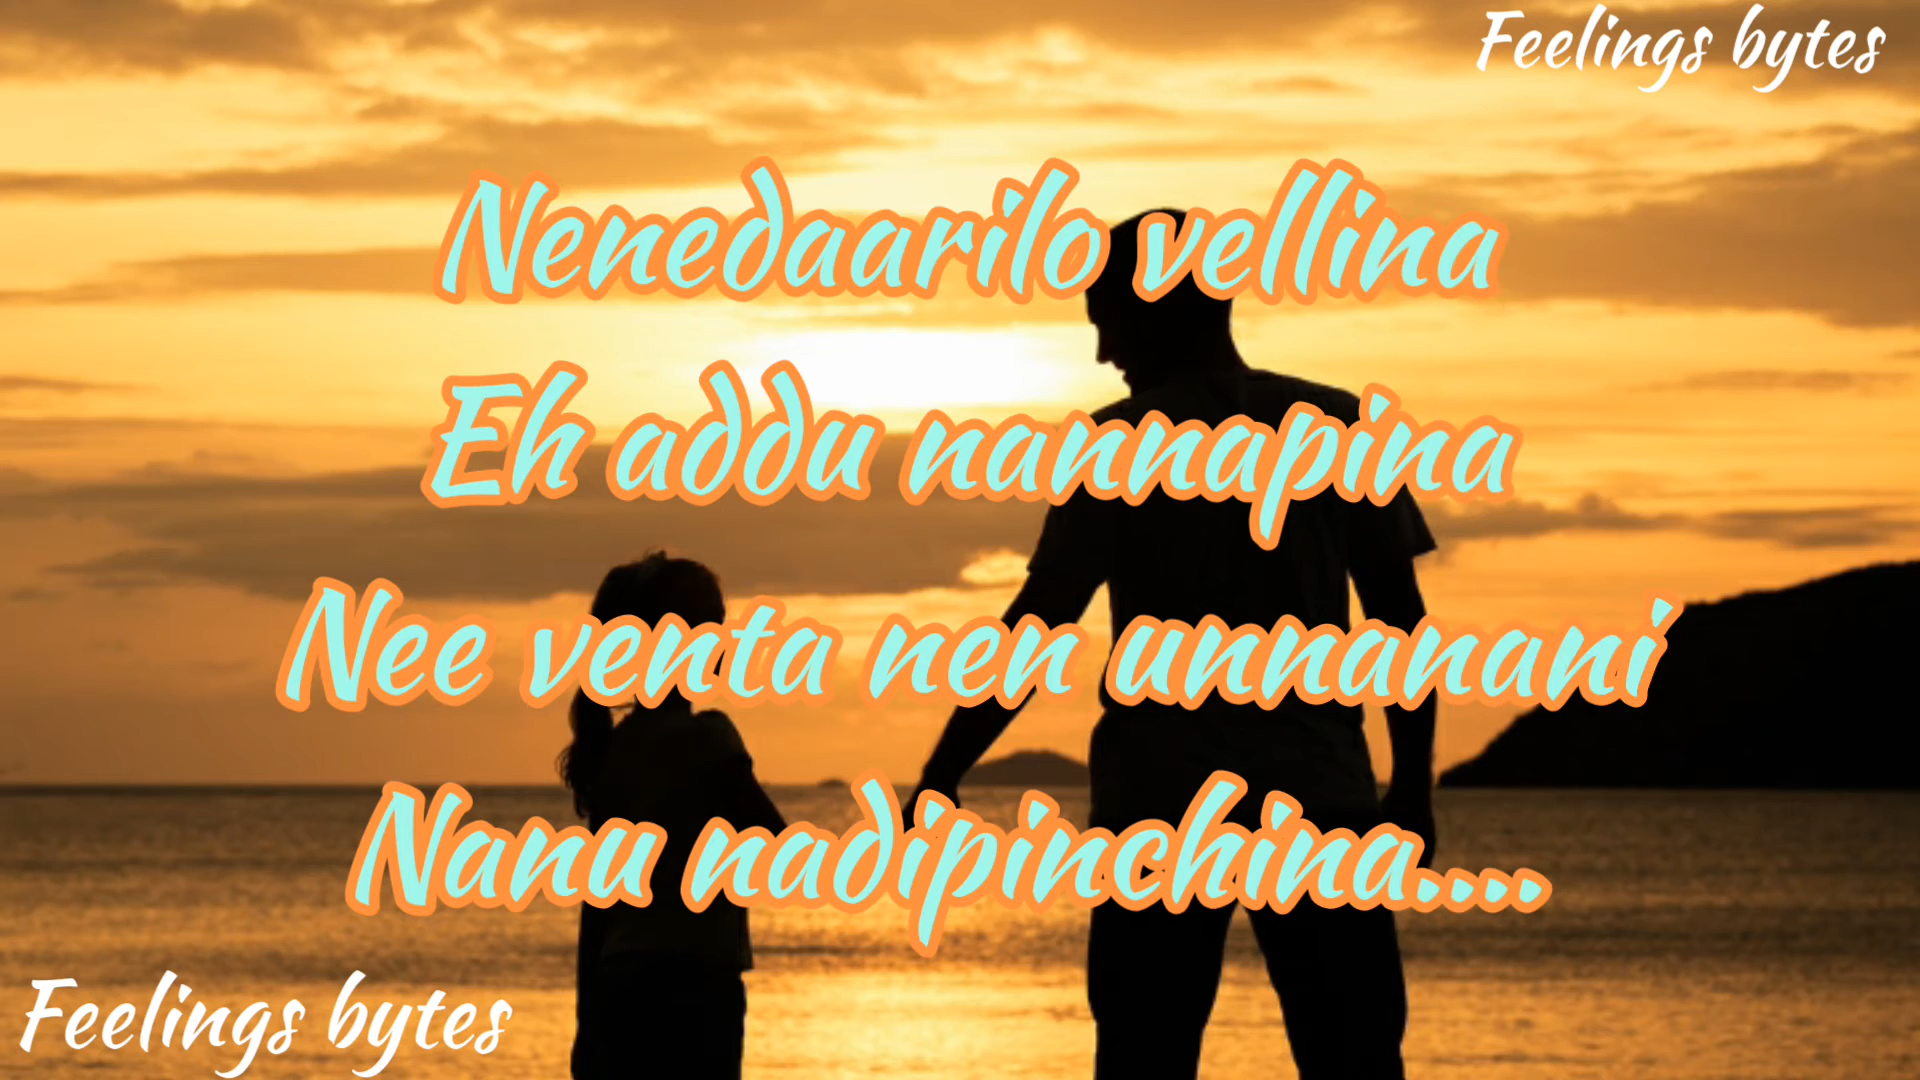 Feelings bytes
Nenedaarilo vellina
Eh addu nannapina
Nee venta nen unnanani
Nanu nadipinchina....
Feelings bytes